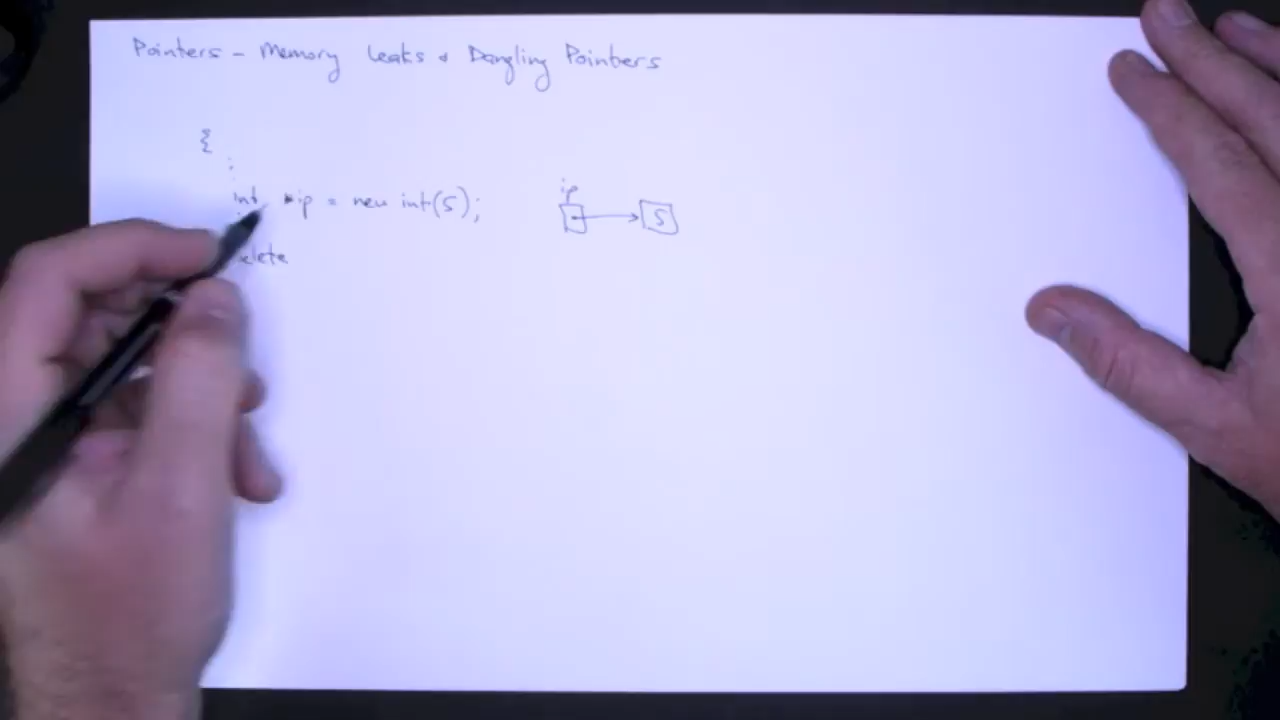 Pointers - Memory Leaks & Dangling Pointers
{
:
int *ip = new int(5);
ip
5
elete